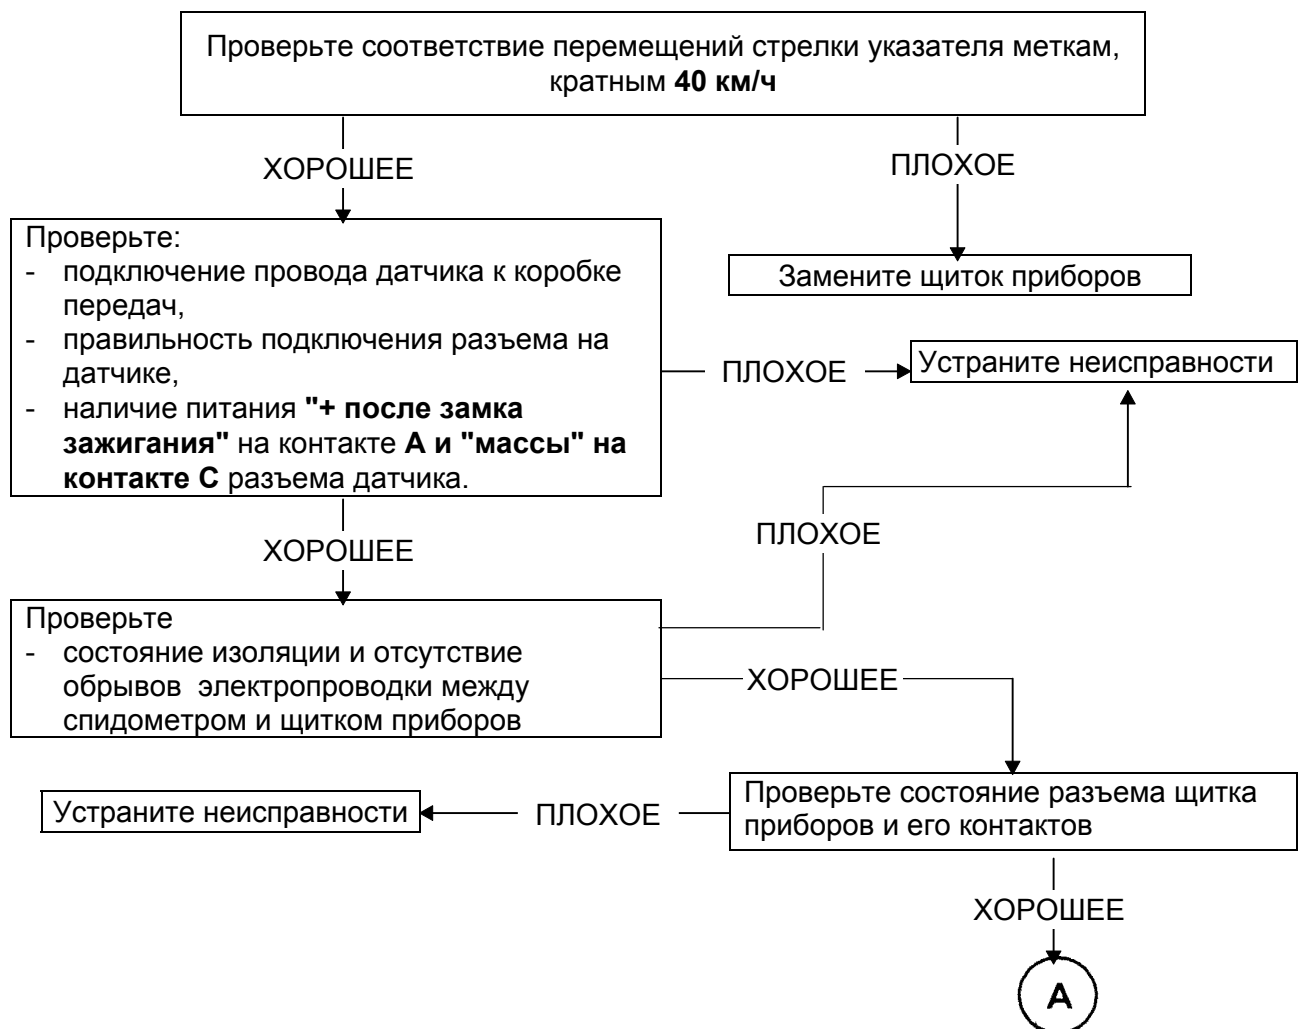 Проверьте соответствие перемещений стрелки указателя меткам,
кратным 40 км/ч
ХОРОШЕЕ
ПЛОХОЕ
Проверьте:
- подключение провода датчика к коробке
передач,
- правильность подключения разъема на
датчике,
- наличие питания "+ после замка
зажигания" на контакте А и "массы" на
контакте С разъема датчика.
Замените щиток приборов
ПЛОХОЕ
Устраните неисправности
ХОРОШЕЕ
ПЛОХОЕ
Проверьте
- состояние изоляции и отсутствие
обрывов электропроводки между
спидометром и щитком приборов
ХОРОШЕЕ
Проверьте состояние разъема щитка
приборов и его контактов
ПЛОХОЕ
Устраните неисправности
ХОРОШЕЕ
А